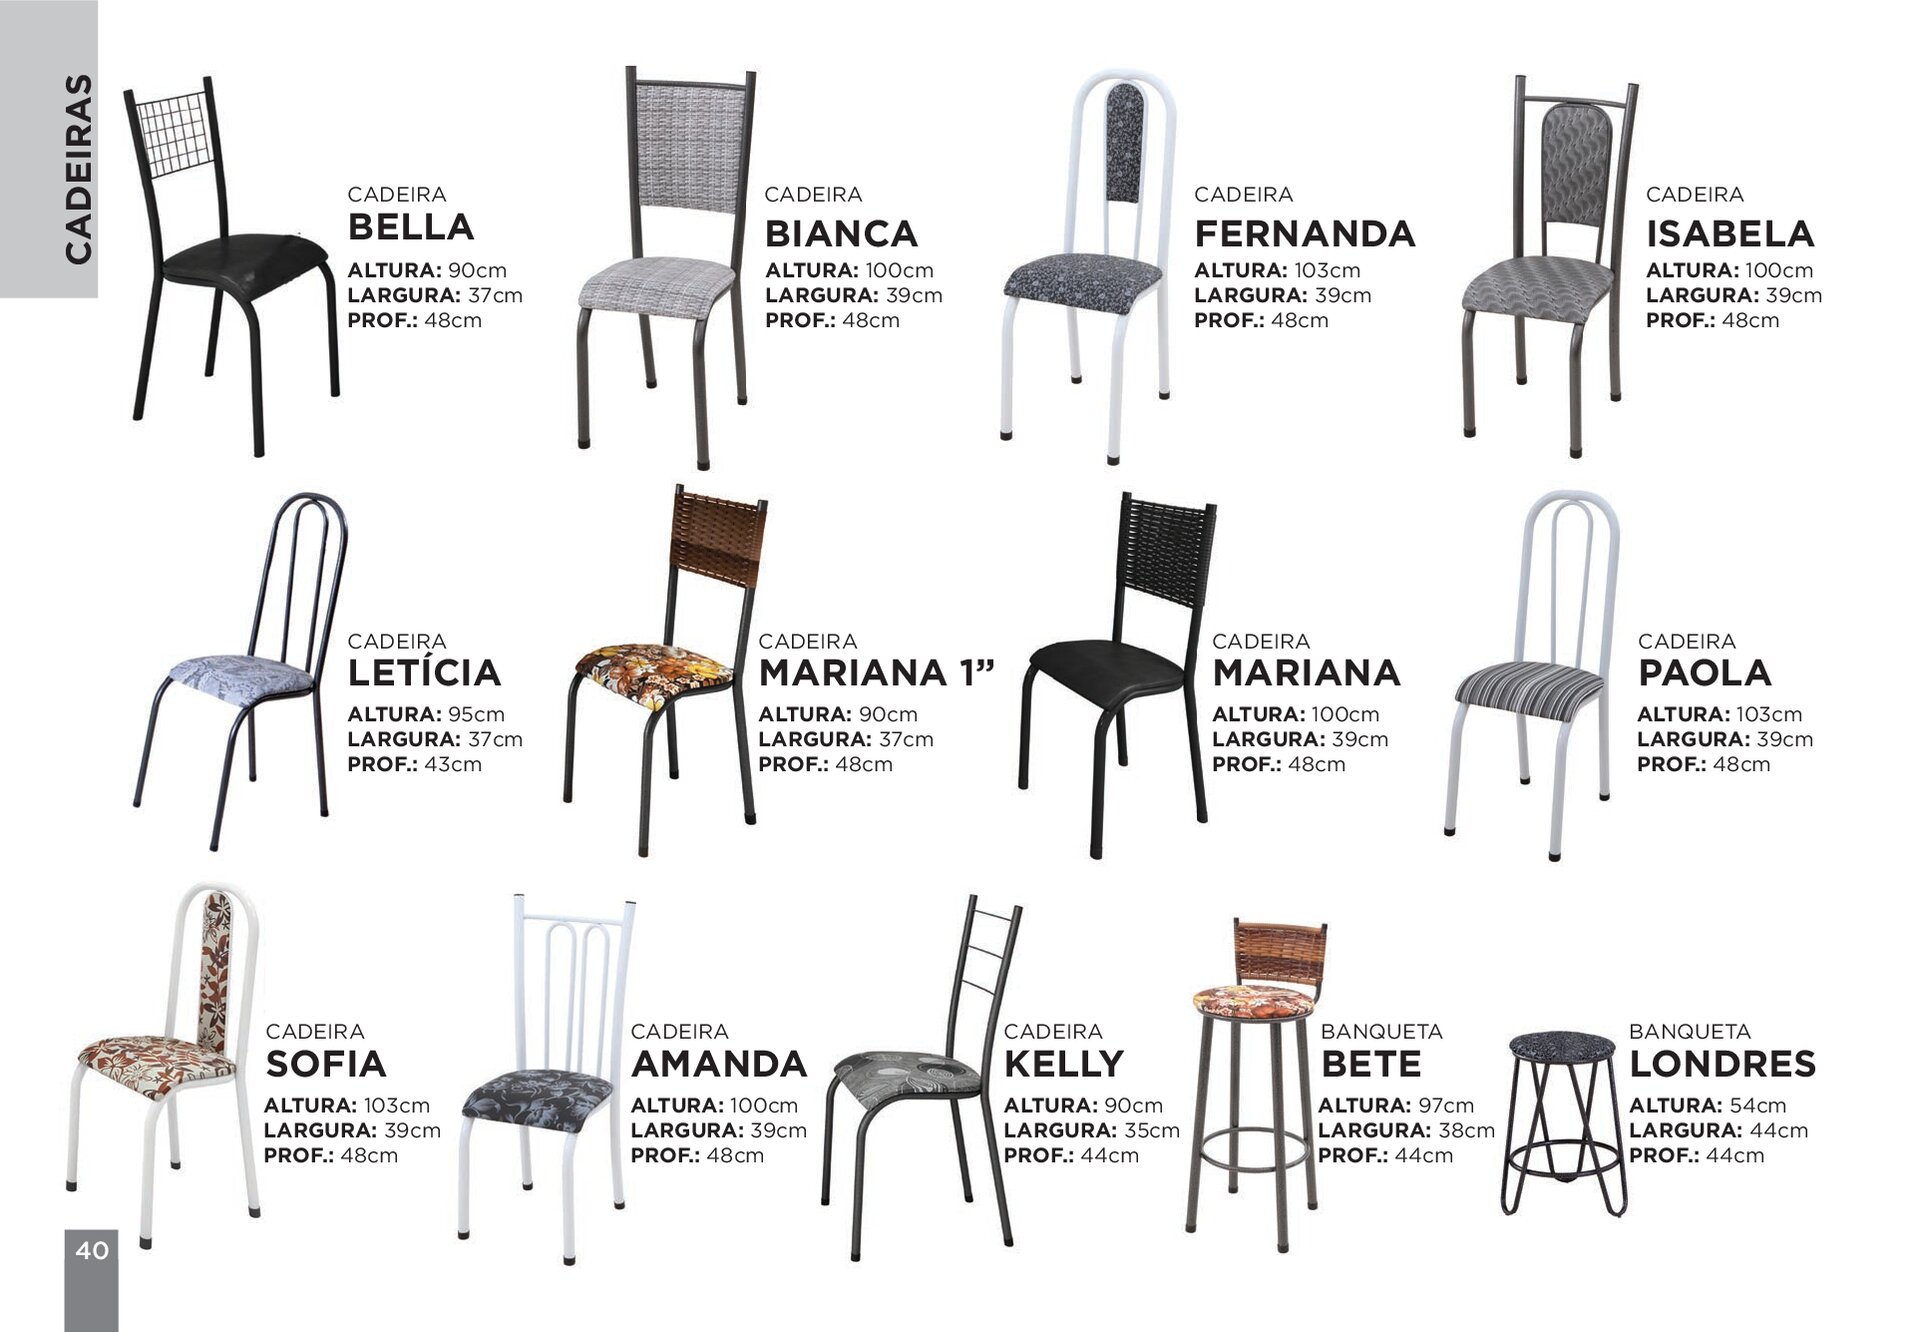 CADEIRAS
CADEIRA
BELLA
ALTURA: 90cm
LARGURA: 37cm
PROF.: 48cm
CADEIRA
BIANCA
ALTURA: 100cm
LARGURA: 39cm
PROF.: 48cm
CADEIRA
FERNANDA
ALTURA: 103cm
LARGURA: 39cm
PROF.: 48cm
CADEIRA
ISABELA
ALTURA: 100cm
LARGURA: 39cm
PROF.: 48cm
CADEIRA
LETÍCIA
ALTURA: 95cm
LARGURA: 37cm
PROF.: 43cm
CADEIRA
MARIANA 1”
ALTURA: 90cm
LARGURA: 37cm
PROF.: 48cm
CADEIRA
MARIANA
ALTURA: 100cm
LARGURA: 39cm
PROF.: 48cm
CADEIRA
PAOLA
ALTURA: 103cm
LARGURA: 39cm
PROF.: 48cm
CADEIRA
SOFIA
ALTURA: 103cm
LARGURA: 39cm
PROF.: 48cm
CADEIRA
AMANDA
ALTURA: 100cm
LARGURA: 39cm
PROF.: 48cm
CADEIRA
KELLY
ALTURA: 90cm
LARGURA: 35cm
PROF.: 44cm
BANQUETA
BETE
ALTURA: 97cm
LARGURA: 38cm
PROF.: 44cm
BANQUETA
LONDRES
ALTURA: 54cm
LARGURA: 44cm
PROF.: 44cm
40